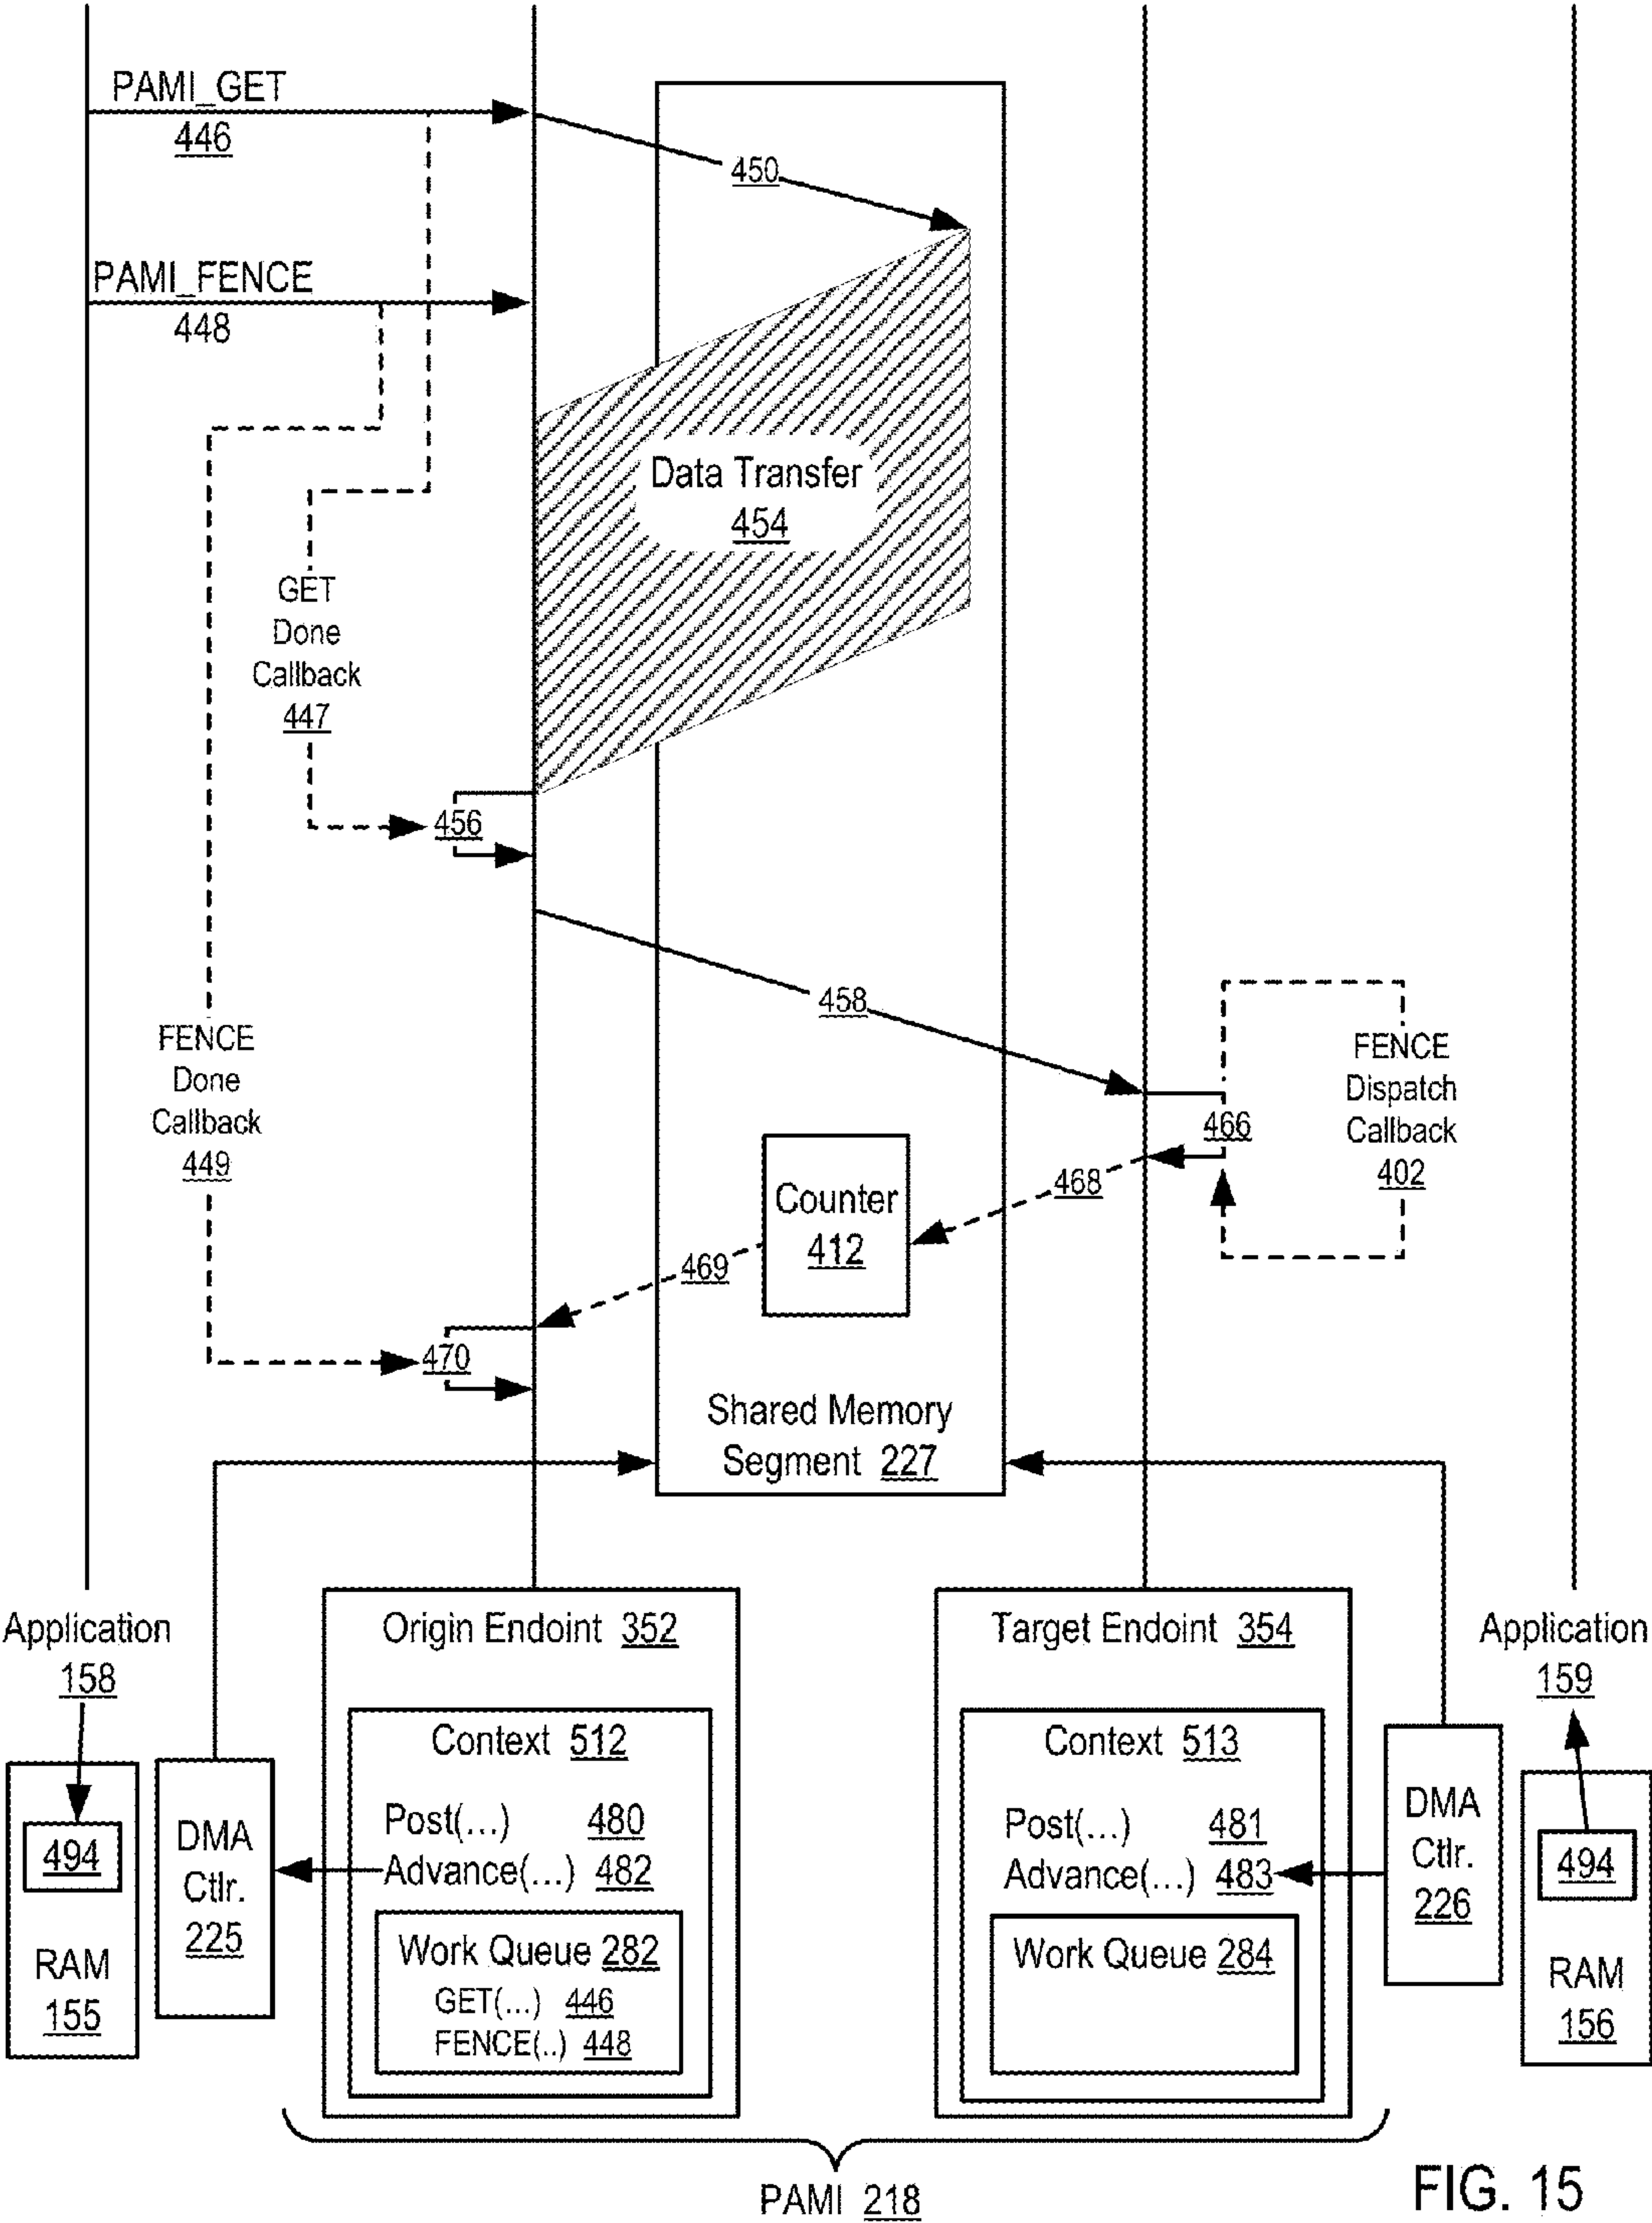 PAMI_GET
446
450
PAMI_FENCE
448
Data Transfer
454
GET
Done
Callback
447
456
458
FENCE
Done
Callback
449
FENCE
Dispatch
Callback
402
466
468
Counter
412
469
470
Shared Memory
Segment 227
Application
158
Origin Endoint 352
Target Endoint 354
Application
159
Context 512
Context 513
Post(...) 480
Advance(...) 482
Post(...) 481
Advance(...) 483
494
RAM
155
DMA
Ctlr.
225
Work Queue 282
GET(...) 446
FENCE(..) 448
Work Queue 284
DMA
Ctlr.
226
494
RAM
156
PAMI 218
FIG. 15